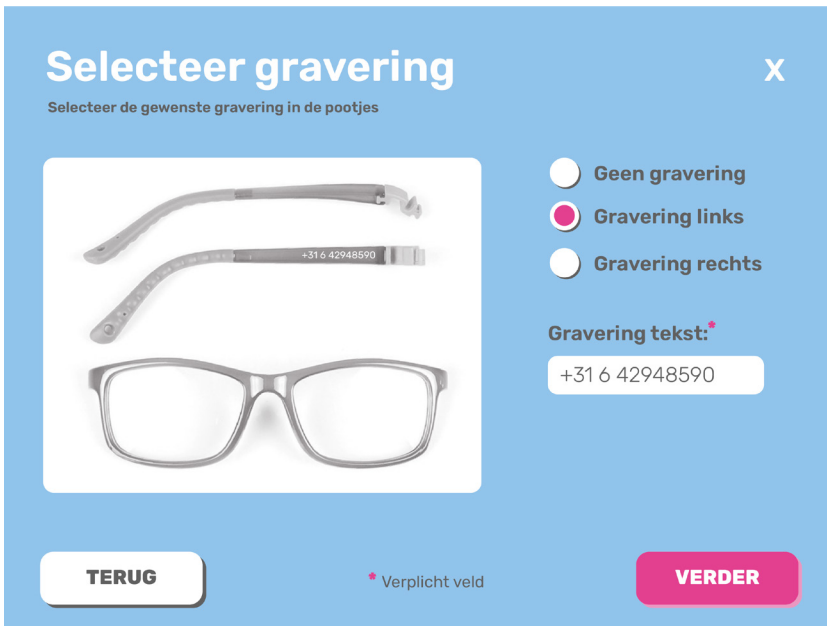 Selecteer gravering
X
Selecteer de gewenste gravering in de pootjes
Geen gravering
Gravering links
Gravering rechts
+31 6 42948590
Gravering tekst:*
+31 6 42948590
TERUG
* Verplicht veld
VERDER